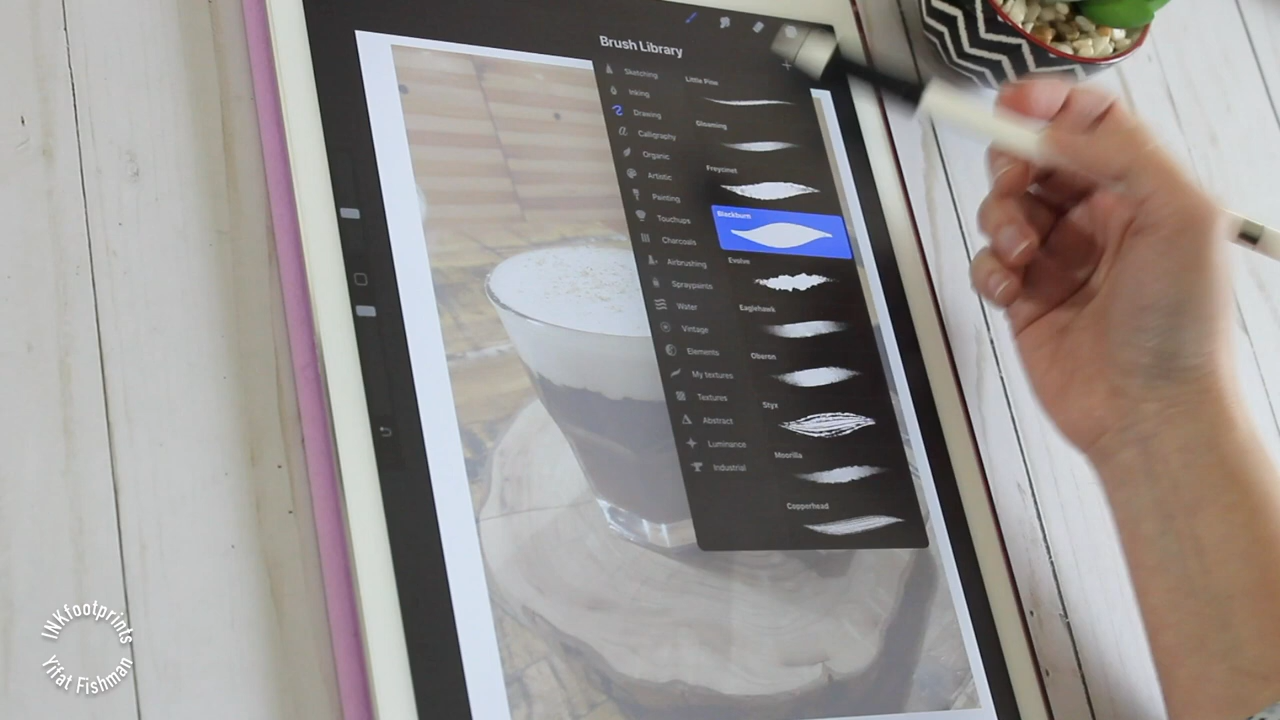 Brush Library
Sketching
Inking
Drawing
Calligraphy
Organic
Artistic
Painting
Touchups
Charcoals
Airbrushing
Spraypaints
Water
Vintage
Elements
My textures
Textures
Abstract
Luminance
Industrial
Little Pine
Gloaming
Freycinet
Blackburn
Evolve
Eaglehawk
Oberon
Styx
Moorilla
Copperhead
INKfootprints
Yifat Fishman